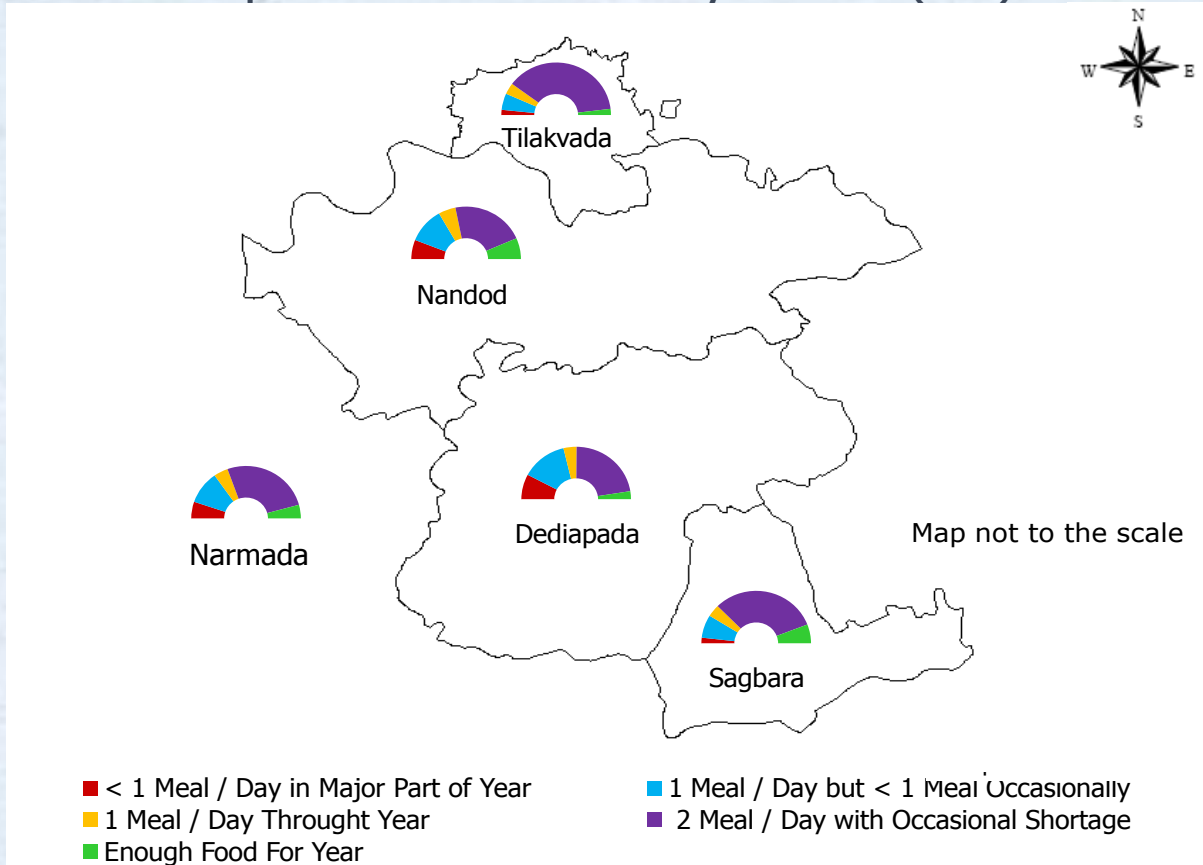 N
W E
S
Tilakvada
Nandod
Narmada
Dediapada
Map not to the scale
Sagbara
< 1 Meal / Day in Major Part of Year
1 Meal / Day but < 1 Meal Occasionally
1 Meal / Day Throught Year
2 Meal / Day with Occasional Shortage
Enough Food For Year